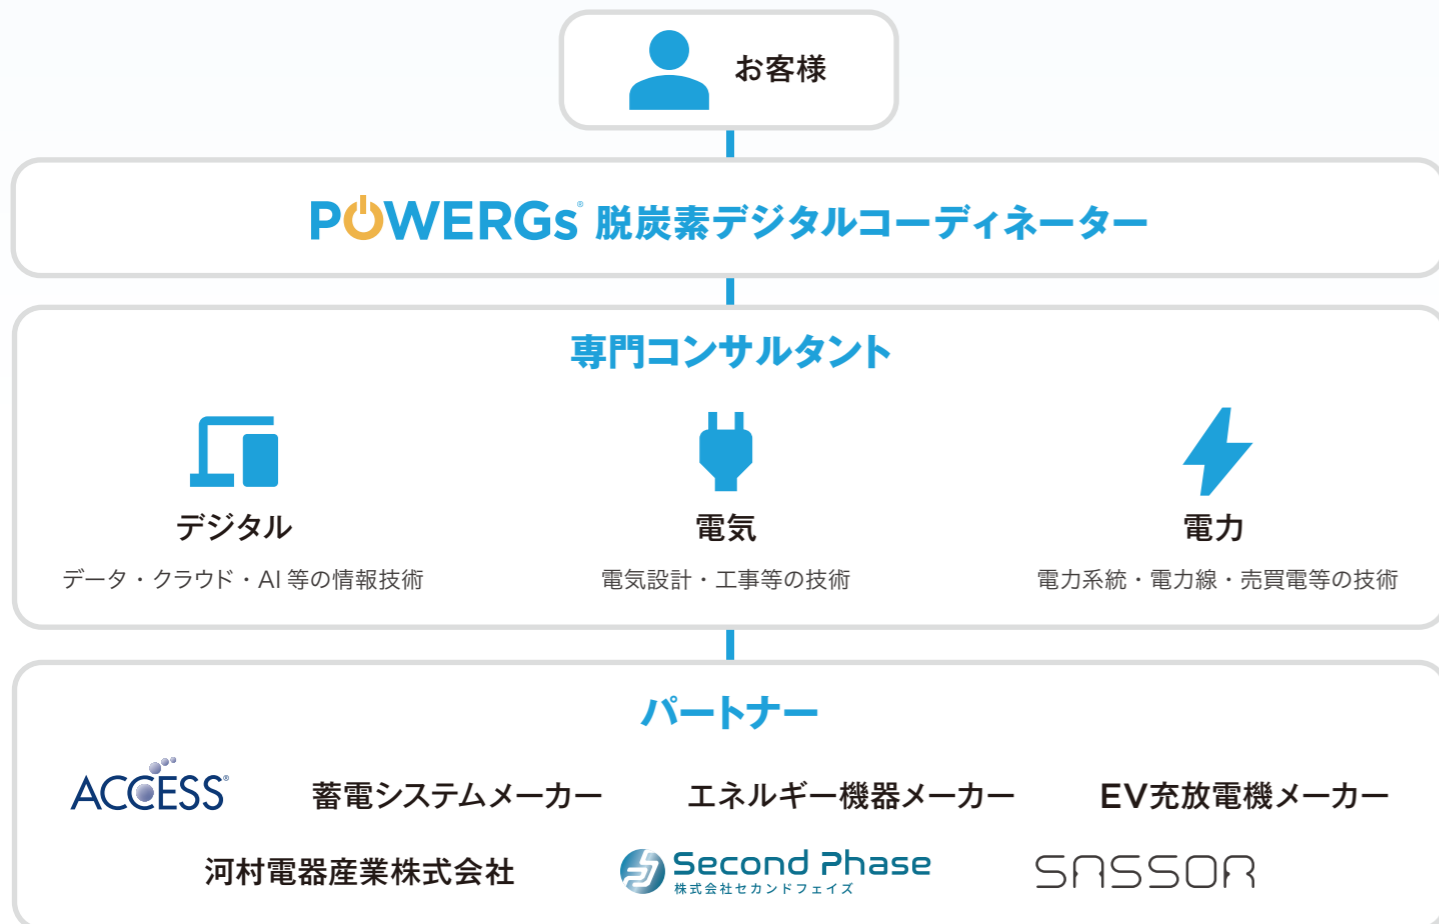 お客様
POWERGs® 脱炭素デジタルコーディネーター
専門コンサルタント
デジタル
電気
電力
データ・クラウド・AI 等の情報技術
電気設計・工事等の技術
電力系統・電力線・売買電等の技術
パートナー
ACCESS®
蓄電システムメーカー
エネルギー機器メーカー
EV充放電機メーカー
河村電器産業株式会社
Second Phase
株式会社セカンドフェイズ
SASSOR